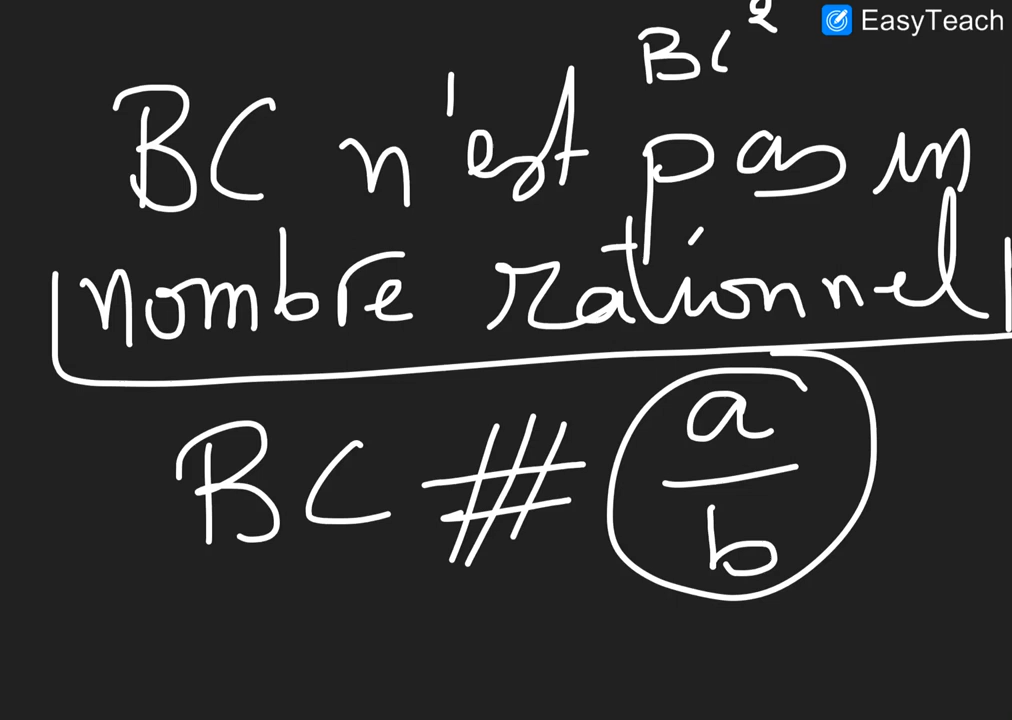 EasyTeach
BC²
BC n'est pas un
nombre rationnel
BC ≠ a
b